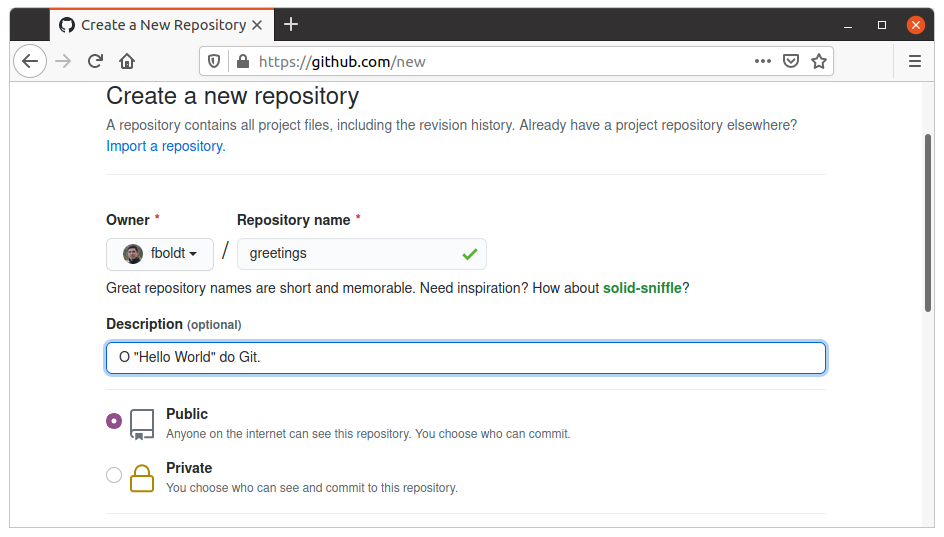 Create a New Repository
https://github.com/new
Create a new repository
A repository contains all project files, including the revision history. Already have a project repository elsewhere?
Import a repository.
Owner * Repository name *
fboldt / greetings
Great repository names are short and memorable. Need inspiration? How about solid-sniffle?
Description (optional)
O "Hello World" do Git.
Public
Anyone on the internet can see this repository. You choose who can commit.
Private
You choose who can see and commit to this repository.